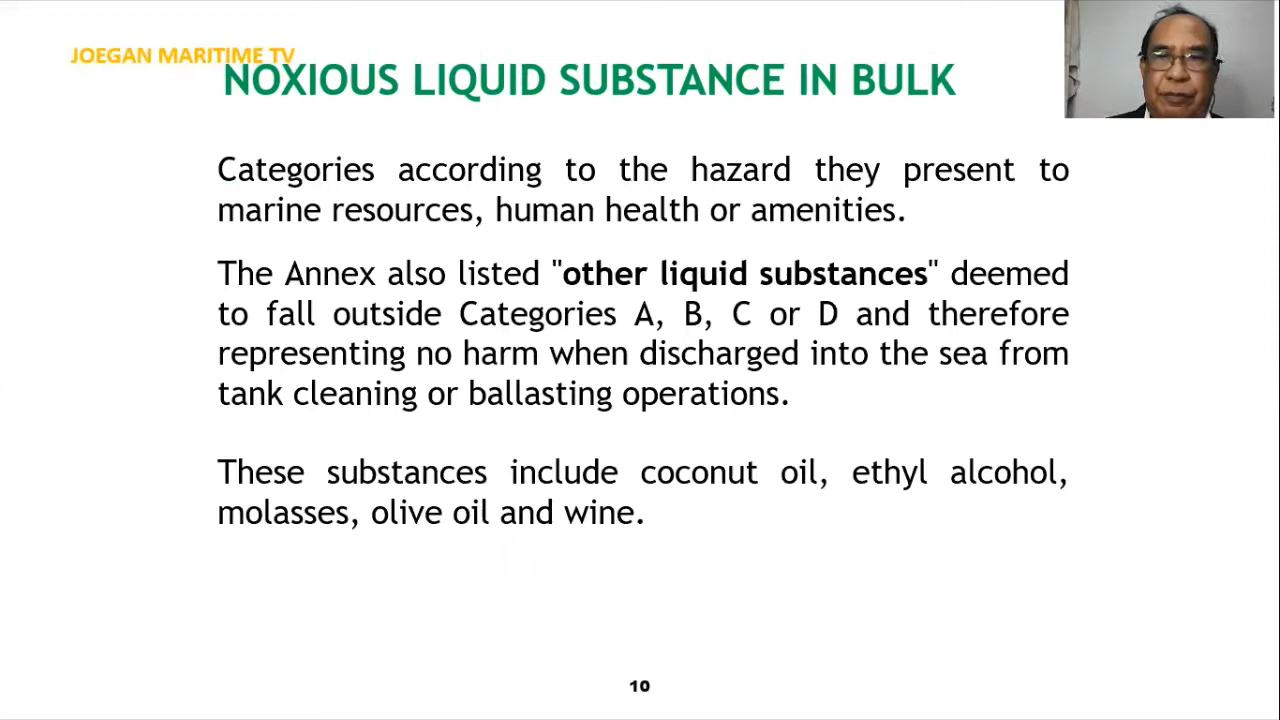 JOEGAN MARITIME TV
NOXIOUS LIQUID SUBSTANCE IN BULK
Categories according to the hazard they present to
marine resources, human health or amenities.
The Annex also listed "other liquid substances" deemed
to fall outside Categories A, B, C or D and therefore
representing no harm when discharged into the sea from
tank cleaning or ballasting operations.
These substances include coconut oil, ethyl alcohol,
molasses, olive oil and wine.
10